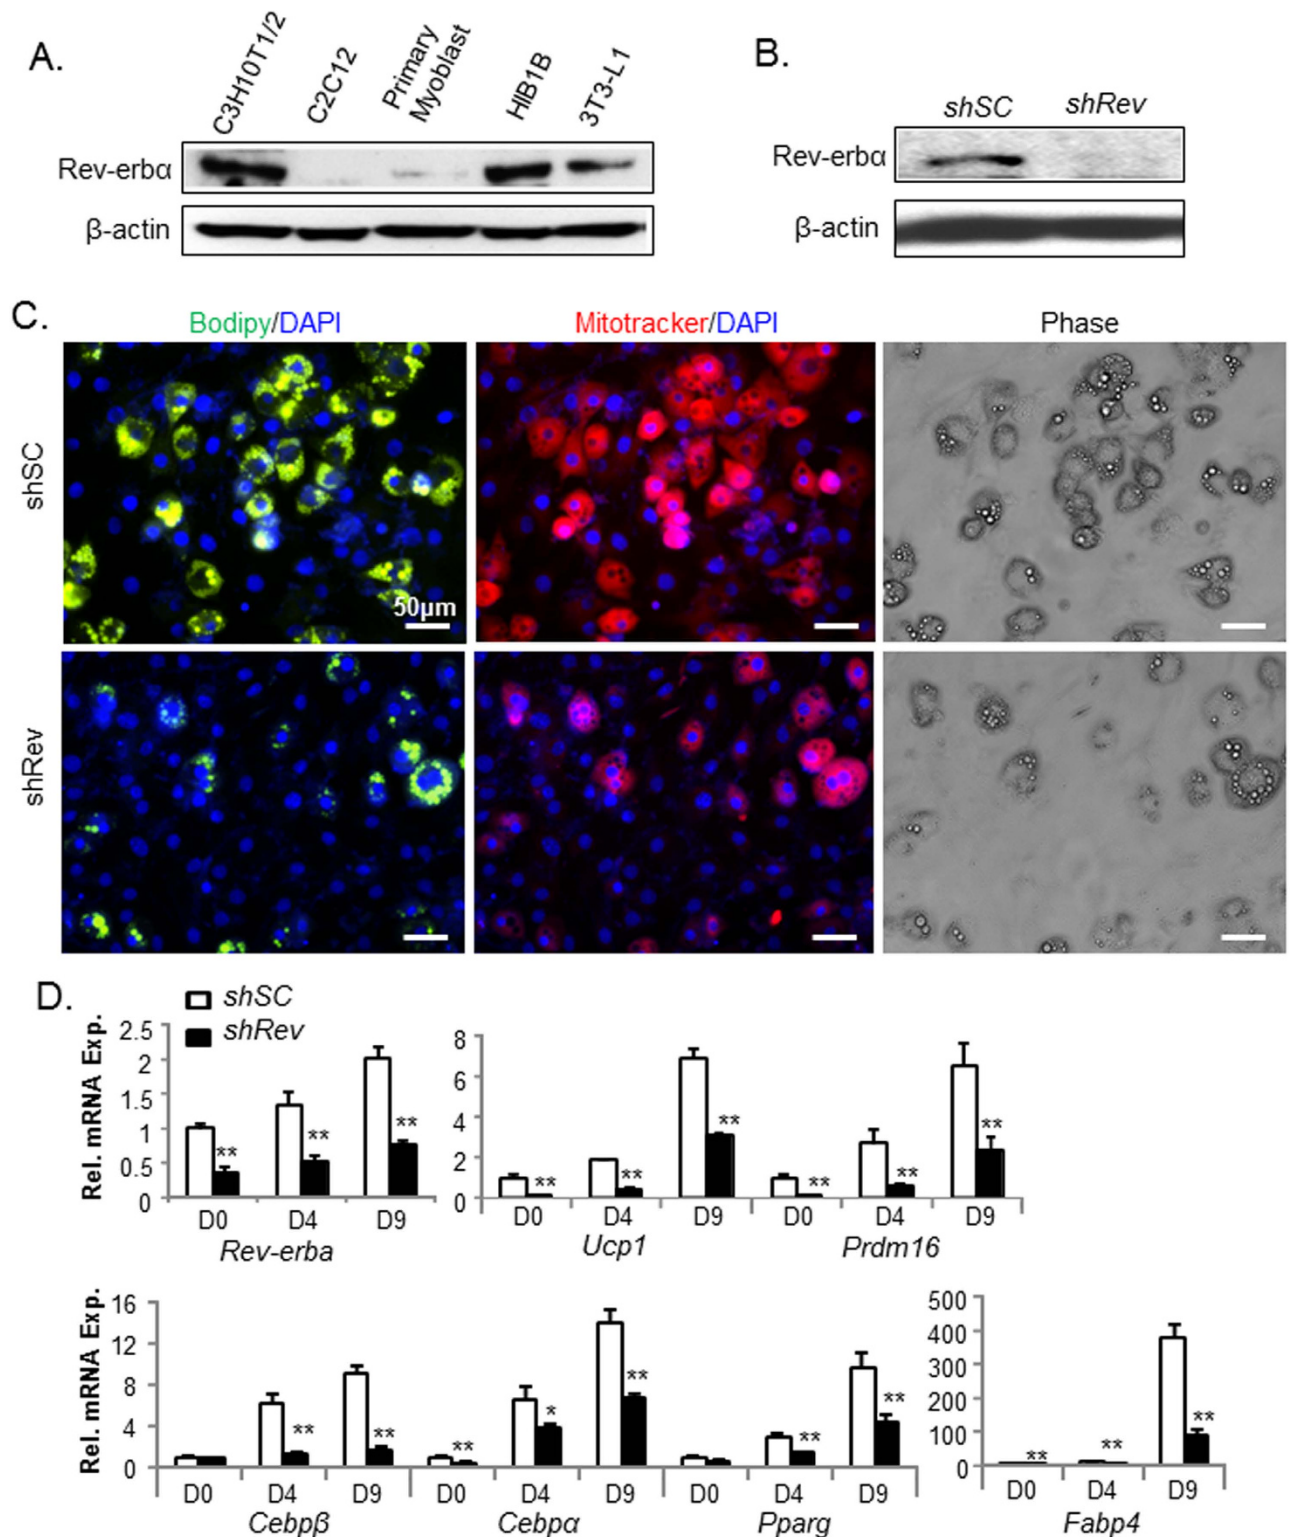 A.
C3H10T1/2
C2C12
Primary
Myoblast
HIB1B
3T3-L1
Rev-erbα
β-actin
B.
shSC
shRev
Rev-erbα
β-actin
C.
Bodipy/DAPI
Mitotracker/DAPI
Phase
shSC
50µm
shRev
D.
shSC
shRev
Rel. mRNA Exp.
2.5
2
1.5
1
0.5
0
** ** **
D0 D4 D9
Rev-erba
8
6
4
2
0
** ** ** ** ** **
D0 D4 D9 D0 D4 D9
Ucp1 Prdm16
Rel. mRNA Exp.
16
12
8
4
0
** ** ** * ** ** **
D0 D4 D9 D0 D4 D9 D0 D4 D9
Cebpβ Cebpα Pparg
500
400
300
200
100
0
** ** **
D0 D4 D9
Fabp4